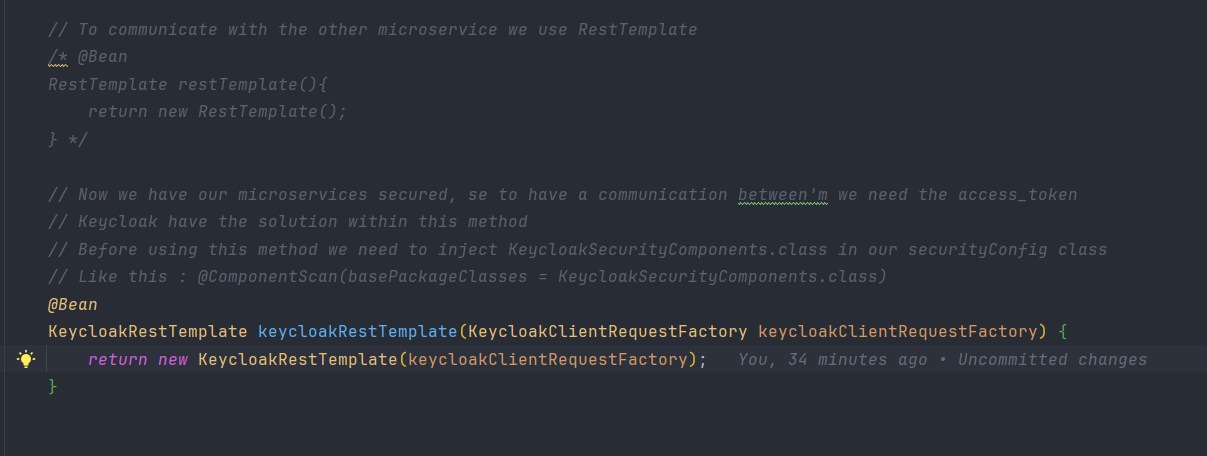 // To communicate with the other microservice we use RestTemplate
/* @Bean
RestTemplate restTemplate(){
return new RestTemplate();
} */
// Now we have our microservices secured, se to have a communication between'm we need the access_token
// Keycloak have the solution within this method
// Before using this method we need to inject KeycloakSecurityComponents.class in our securityConfig class
// Like this : @ComponentScan(basePackageClasses = KeycloakSecurityComponents.class)
@Bean
KeycloakRestTemplate keycloakRestTemplate(KeycloakClientRequestFactory keycloakClientRequestFactory) {
return new KeycloakRestTemplate(keycloakClientRequestFactory); You, 34 minutes ago • Uncommitted changes
}